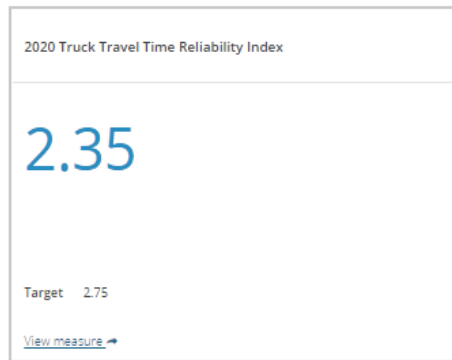 2020 Truck Travel Time Reliability Index
2.35
Target 2.75
View measure